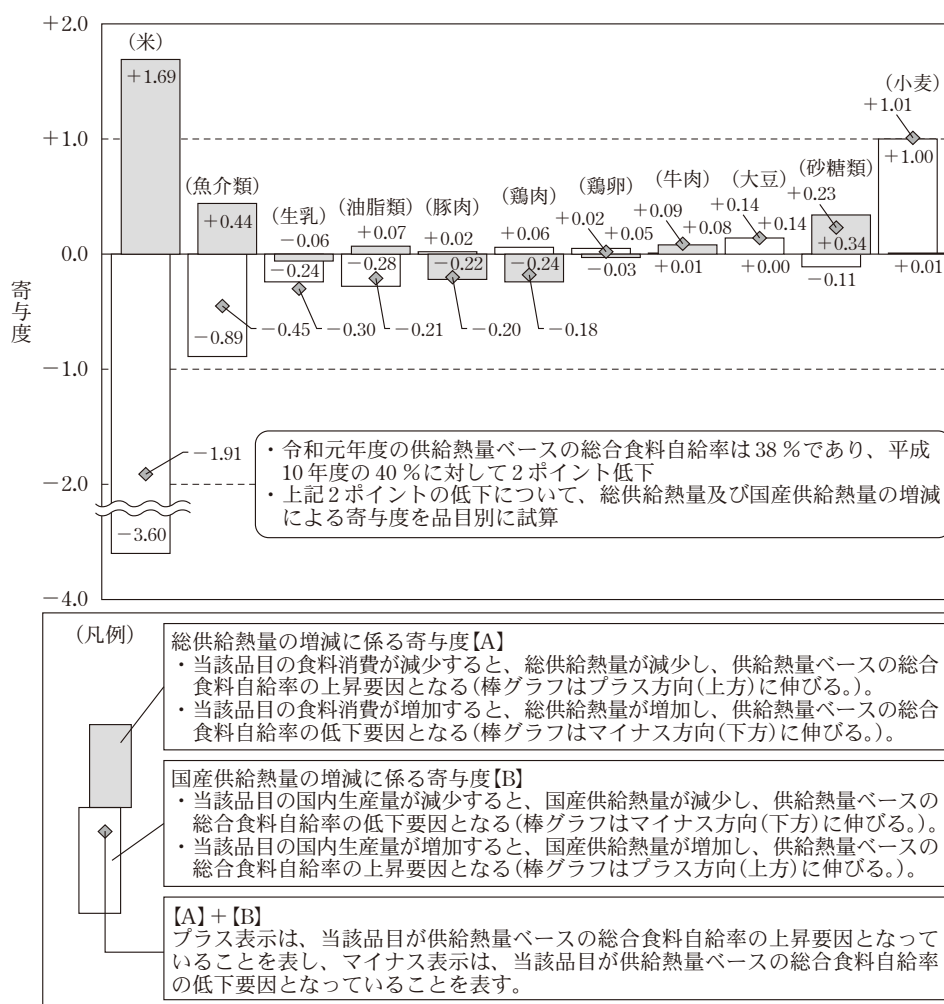 +2.0
(米)
+1.69
(小麦)
+1.01
+1.0
+1.00
(魚介類)
+0.44
(生乳)
-0.06
(油脂類)
+0.07
(豚肉)
+0.02
(鶏肉)
+0.06
(鶏卵)
+0.02
+0.05
(牛肉)
+0.09
+0.08
(大豆)
+0.14
+0.14
(砂糖類)
+0.23
+0.34
0.0
-0.24
-0.28
-0.22
-0.24
-0.03
+0.01
+0.00
-0.11
+0.01
寄与度
-0.89
-0.45
-0.30
-0.21
-0.20
-0.18
-1.0
-1.91
-2.0
-3.60
-4.0
・令和元年度の供給熱量ベースの総合食料自給率は38%であり、平成
10年度の40%に対して2ポイント低下
・上記2ポイントの低下について、総供給熱量及び国産供給熱量の増減
による寄与度を品目別に試算
(凡例)
総供給熱量の増減に係る寄与度【A】
・当該品目の食料消費が減少すると、総供給熱量が減少し、供給熱量ベースの総合
食料自給率の上昇要因となる(棒グラフはプラス方向(上方)に伸びる。)。
・当該品目の食料消費が増加すると、総供給熱量が増加し、供給熱量ベースの総合
食料自給率の低下要因となる(棒グラフはマイナス方向(下方)に伸びる。)。
国産供給熱量の増減に係る寄与度【B】
・当該品目の国内生産量が減少すると、国産供給熱量が減少し、供給熱量ベースの
総合食料自給率の低下要因となる(棒グラフはマイナス方向(下方)に伸びる。)。
・当該品目の国内生産量が増加すると、国産供給熱量が増加し、供給熱量ベースの
総合食料自給率の上昇要因となる(棒グラフはプラス方向(上方)に伸びる。)。
【A】+【B】
プラス表示は、当該品目が供給熱量ベースの総合食料自給率の上昇要因となって
いることを表し、マイナス表示は、当該品目が供給熱量ベースの総合食料自給率
の低下要因となっていることを表す。